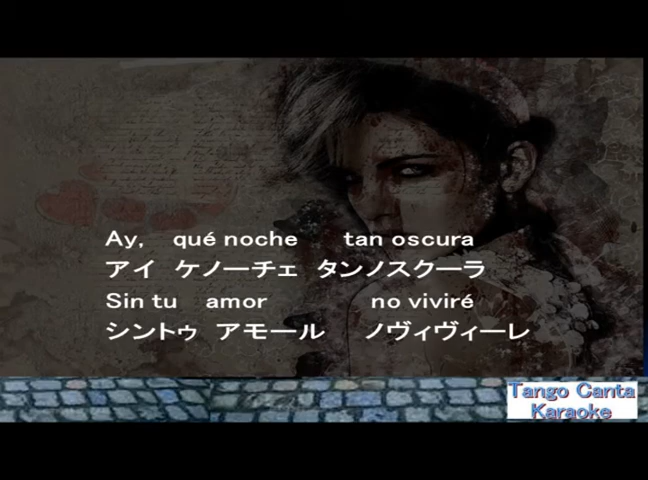 Ay, qué noche tan oscura
アイ ケノーチェ タンノスクーラ
Sin tu amor no viviré
シントゥ アモール ノヴィヴィーレ
Tango Canta
Karaoke